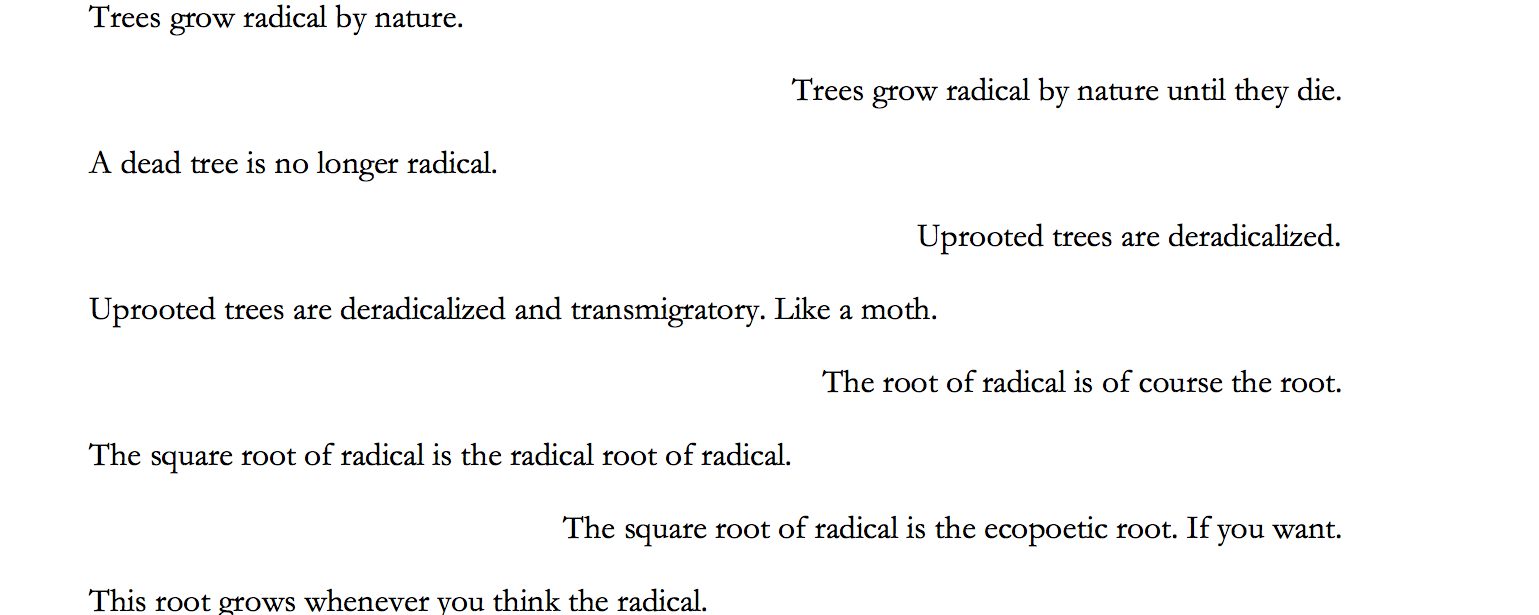 Trees grow radical by nature.
Trees grow radical by nature until they die.
A dead tree is no longer radical.
Uprooted trees are deradicalized.
Uprooted trees are deradicalized and transmigratory. Like a moth.
The root of radical is of course the root.
The square root of radical is the radical root of radical.
The square root of radical is the ecopoetic root. If you want.
This root grows whenever you think the radical.